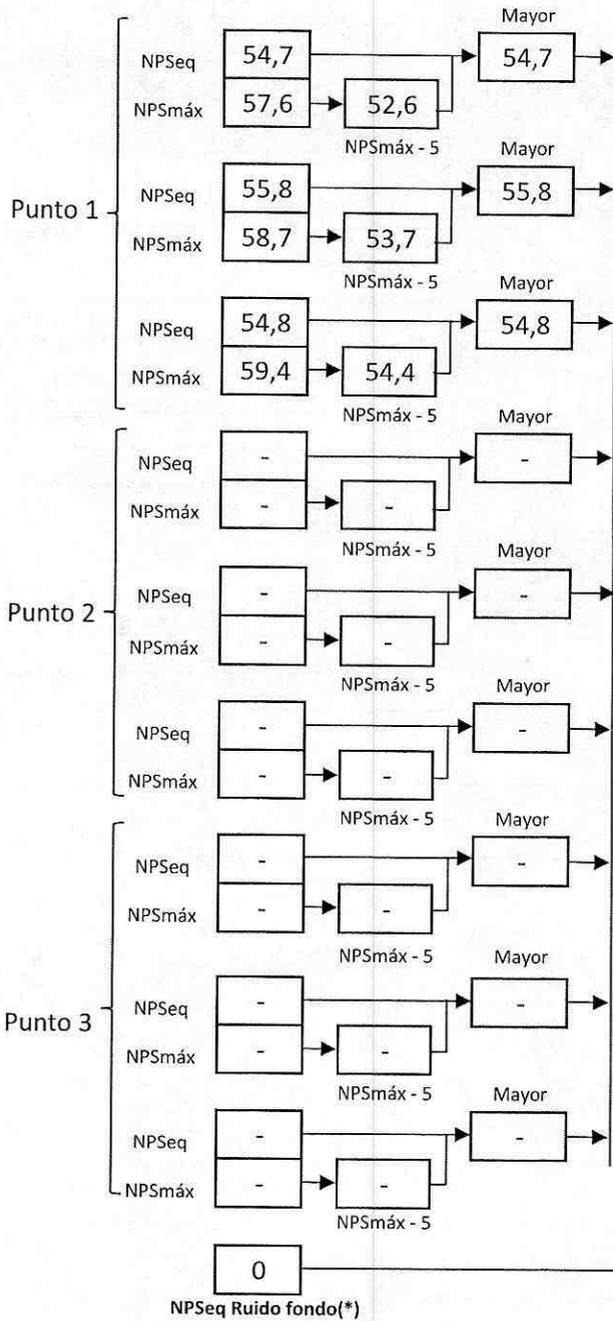 Mayor
NPSeq 54,7 54,7
NPSmáx 57,6 52,6
NPSmáx - 5
Mayor
Punto 1
NPSeq 55,8 55,8
NPSmáx 58,7 53,7
NPSmáx - 5
Mayor
NPSeq 54,8 54,8
NPSmáx 59,4 54,4
NPSmáx - 5
Mayor
NPSeq - -
NPSmáx - -
NPSmáx - 5
Mayor
Punto 2
NPSeq - -
NPSmáx - -
NPSmáx - 5
Mayor
NPSeq - -
NPSmáx - -
NPSmáx - 5
Mayor
NPSeq - -
NPSmáx - -
NPSmáx - 5
Mayor
Punto 3
NPSeq - -
NPSmáx - -
NPSmáx - 5
Mayor
NPSeq - -
NPSmáx - -
NPSmáx - 5
0
NPSeq Ruido fondo(*)